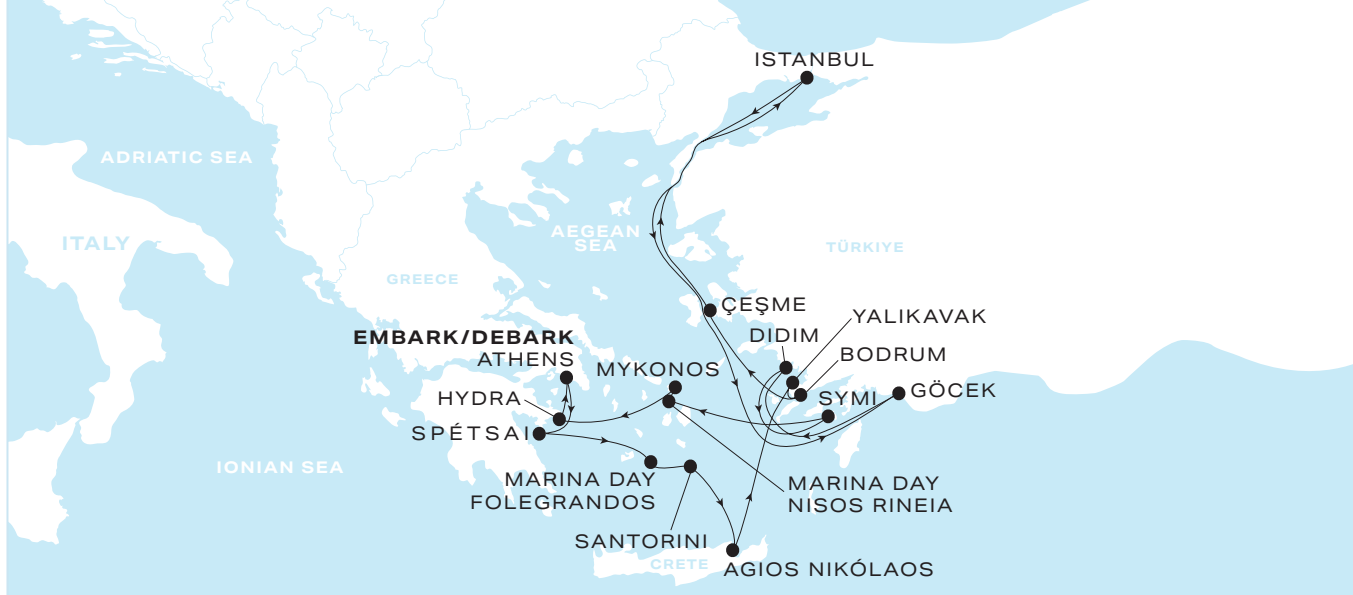 ISTANBUL
ADRIATIC SEA
AEGEAN
SEA
ITALY
TÜRKIYE
GREECE
ÇEŞME
YALIKAVAK
DIDIM
EMBARK/DEBARK
ATHENS
BODRUM
MYKONOS
GÖCEK
HYDRA
SYMI
SPÉTSAI
IONIAN SEA
MARINA DAY
FOLEGRANDOS
MARINA DAY
NISOS RINEIA
SANTORINI
CRETE
AGIOS NIKÓLAOS